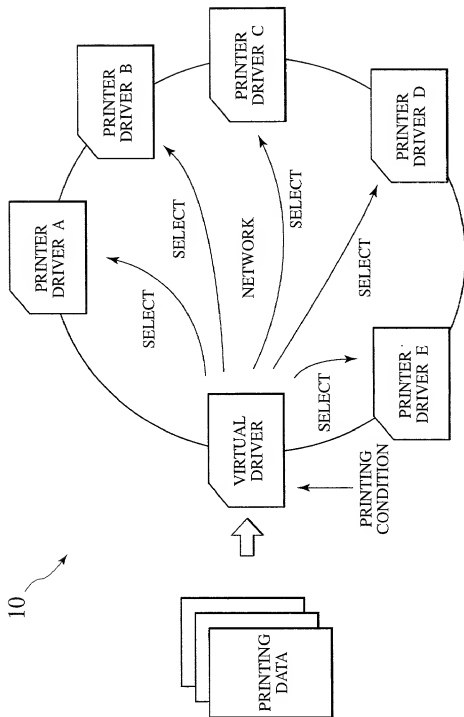 10
PRINTING
DATA
VIRTUAL
DRIVER
PRINTING
CONDITION
NETWORK
SELECT
PRINTER
DRIVER A
SELECT
PRINTER
DRIVER B
SELECT
PRINTER
DRIVER C
SELECT
PRINTER
DRIVER D
SELECT
PRINTER
DRIVER E